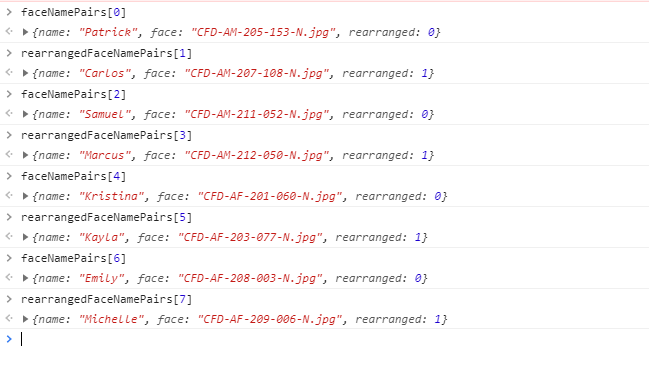 faceNamePairs[0]
{name: "Patrick", face: "CFD-AM-205-153-N.jpg", rearranged: 0}
rearrangedFaceNamePairs[1]
{name: "Carlos", face: "CFD-AM-207-108-N.jpg", rearranged: 1}
faceNamePairs[2]
{name: "Samuel", face: "CFD-AM-211-052-N.jpg", rearranged: 0}
rearrangedFaceNamePairs[3]
{name: "Marcus", face: "CFD-AM-212-050-N.jpg", rearranged: 1}
faceNamePairs[4]
{name: "Kristina", face: "CFD-AF-201-060-N.jpg", rearranged: 0}
rearrangedFaceNamePairs[5]
{name: "Kayla", face: "CFD-AF-203-077-N.jpg", rearranged: 1}
faceNamePairs[6]
{name: "Emily", face: "CFD-AF-208-003-N.jpg", rearranged: 0}
rearrangedFaceNamePairs[7]
{name: "Michelle", face: "CFD-AF-209-006-N.jpg", rearranged: 1}